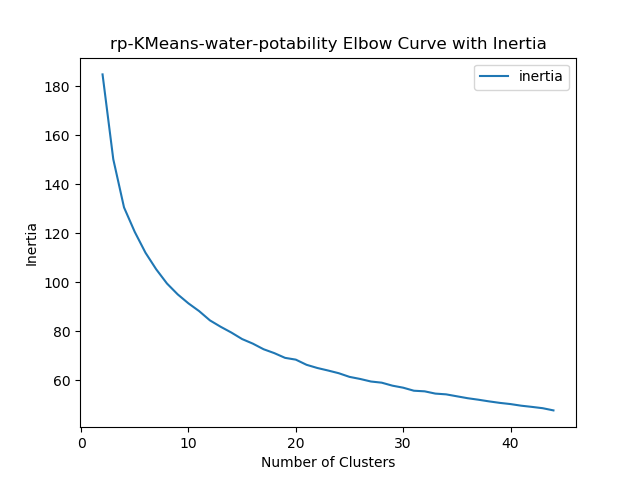 rp-KMeans-water-potability Elbow Curve with Inertia
inertia
180
160
140
120
100
80
60
Inertia
0 10 20 30 40
Number of Clusters